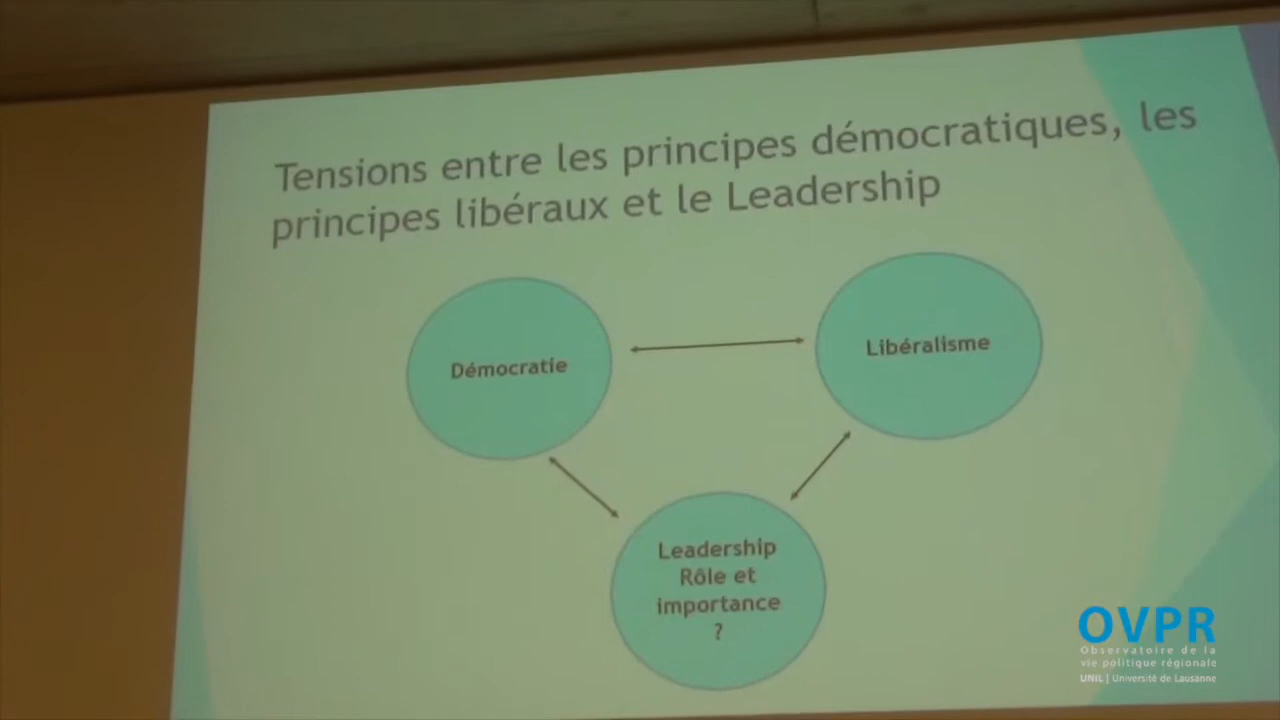 Tensions entre les principes démocratiques, les
principes libéraux et le Leadership
Démocratie
Libéralisme
Leadership
Rôle et
importance
?
OVPR
Observatoire de la
vie politique régionale
UNIL | Université de Lausanne